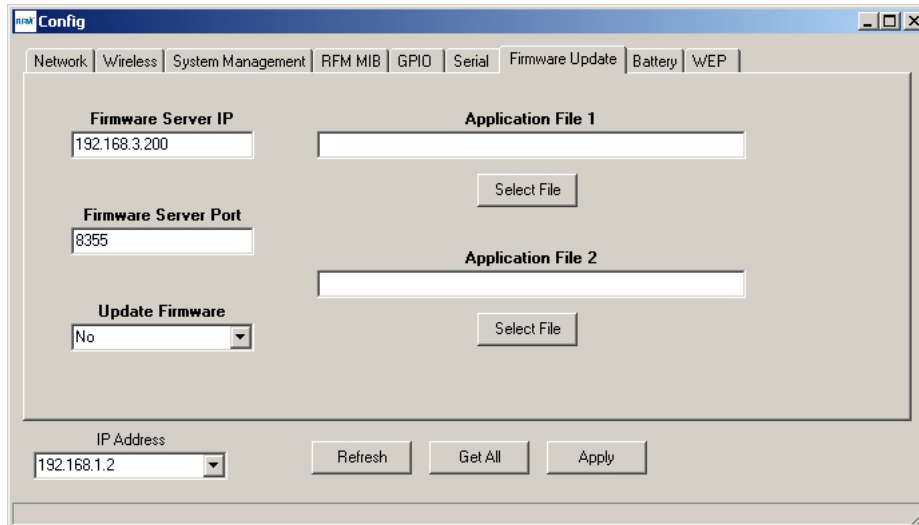 RFM Config
Network Wireless System Management RFM MIB GPIO Serial Firmware Update Battery WEP
Firmware Server IP
192.168.3.200
Firmware Server Port
8355
Update Firmware
No
Application File 1
Select File
Application File 2
Select File
IP Address
192.168.1.2
Refresh Get All Apply